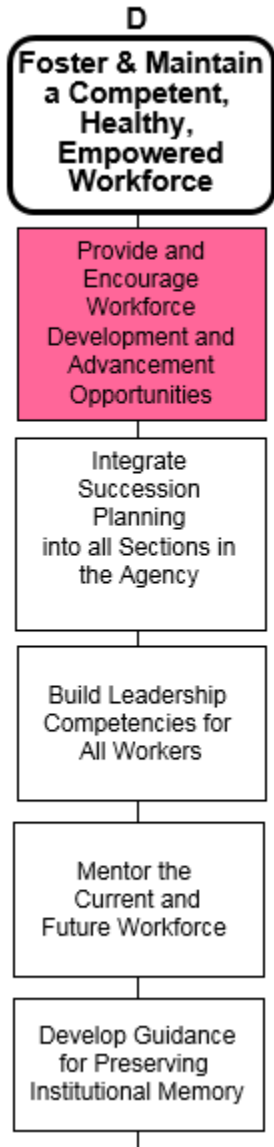 D
Foster & Maintain
a Competent,
Healthy,
Empowered
Workforce
Provide and
Encourage
Workforce
Development and
Advancement
Opportunities
Integrate
Succession
Planning
into all Sections in
the Agency
Build Leadership
Competencies for
All Workers
Mentor the
Current and
Future Workforce
Develop Guidance
for Preserving
Institutional Memory